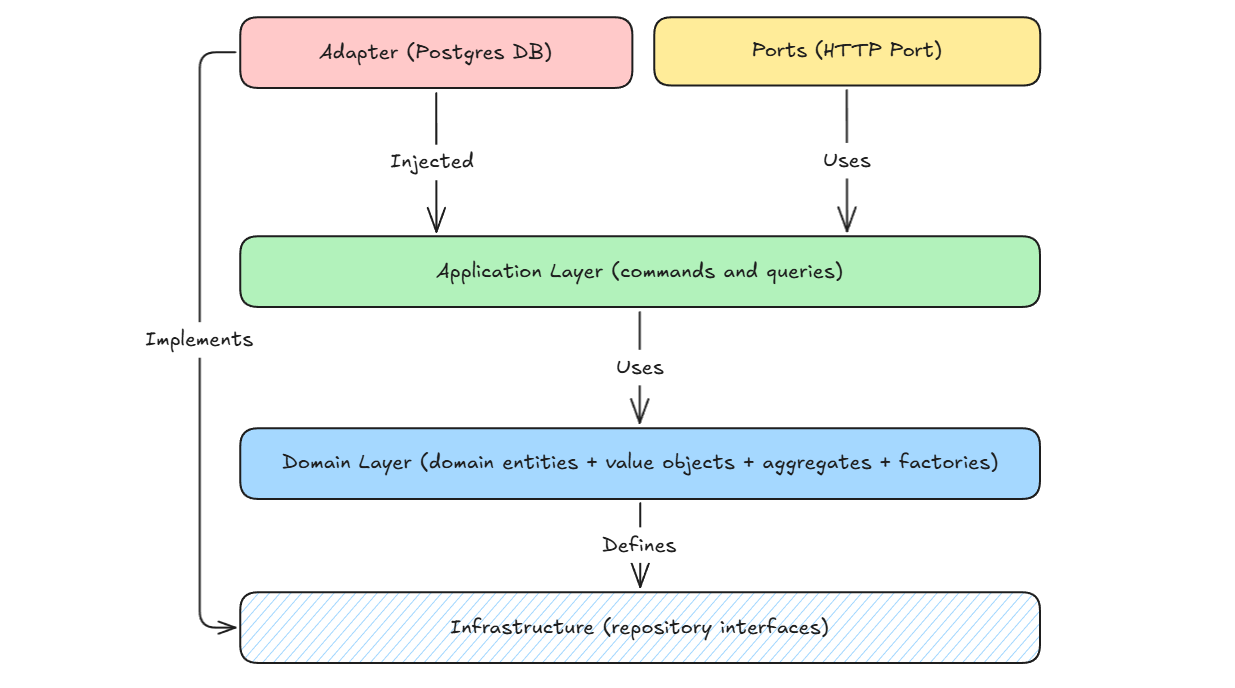 Adapter (Postgres DB)
Ports (HTTP Port)
Injected
Uses
Application Layer (commands and queries)
Implements
Uses
Domain Layer (domain entities + value objects + aggregates + factories)
Defines
Infrastructure (repository interfaces)